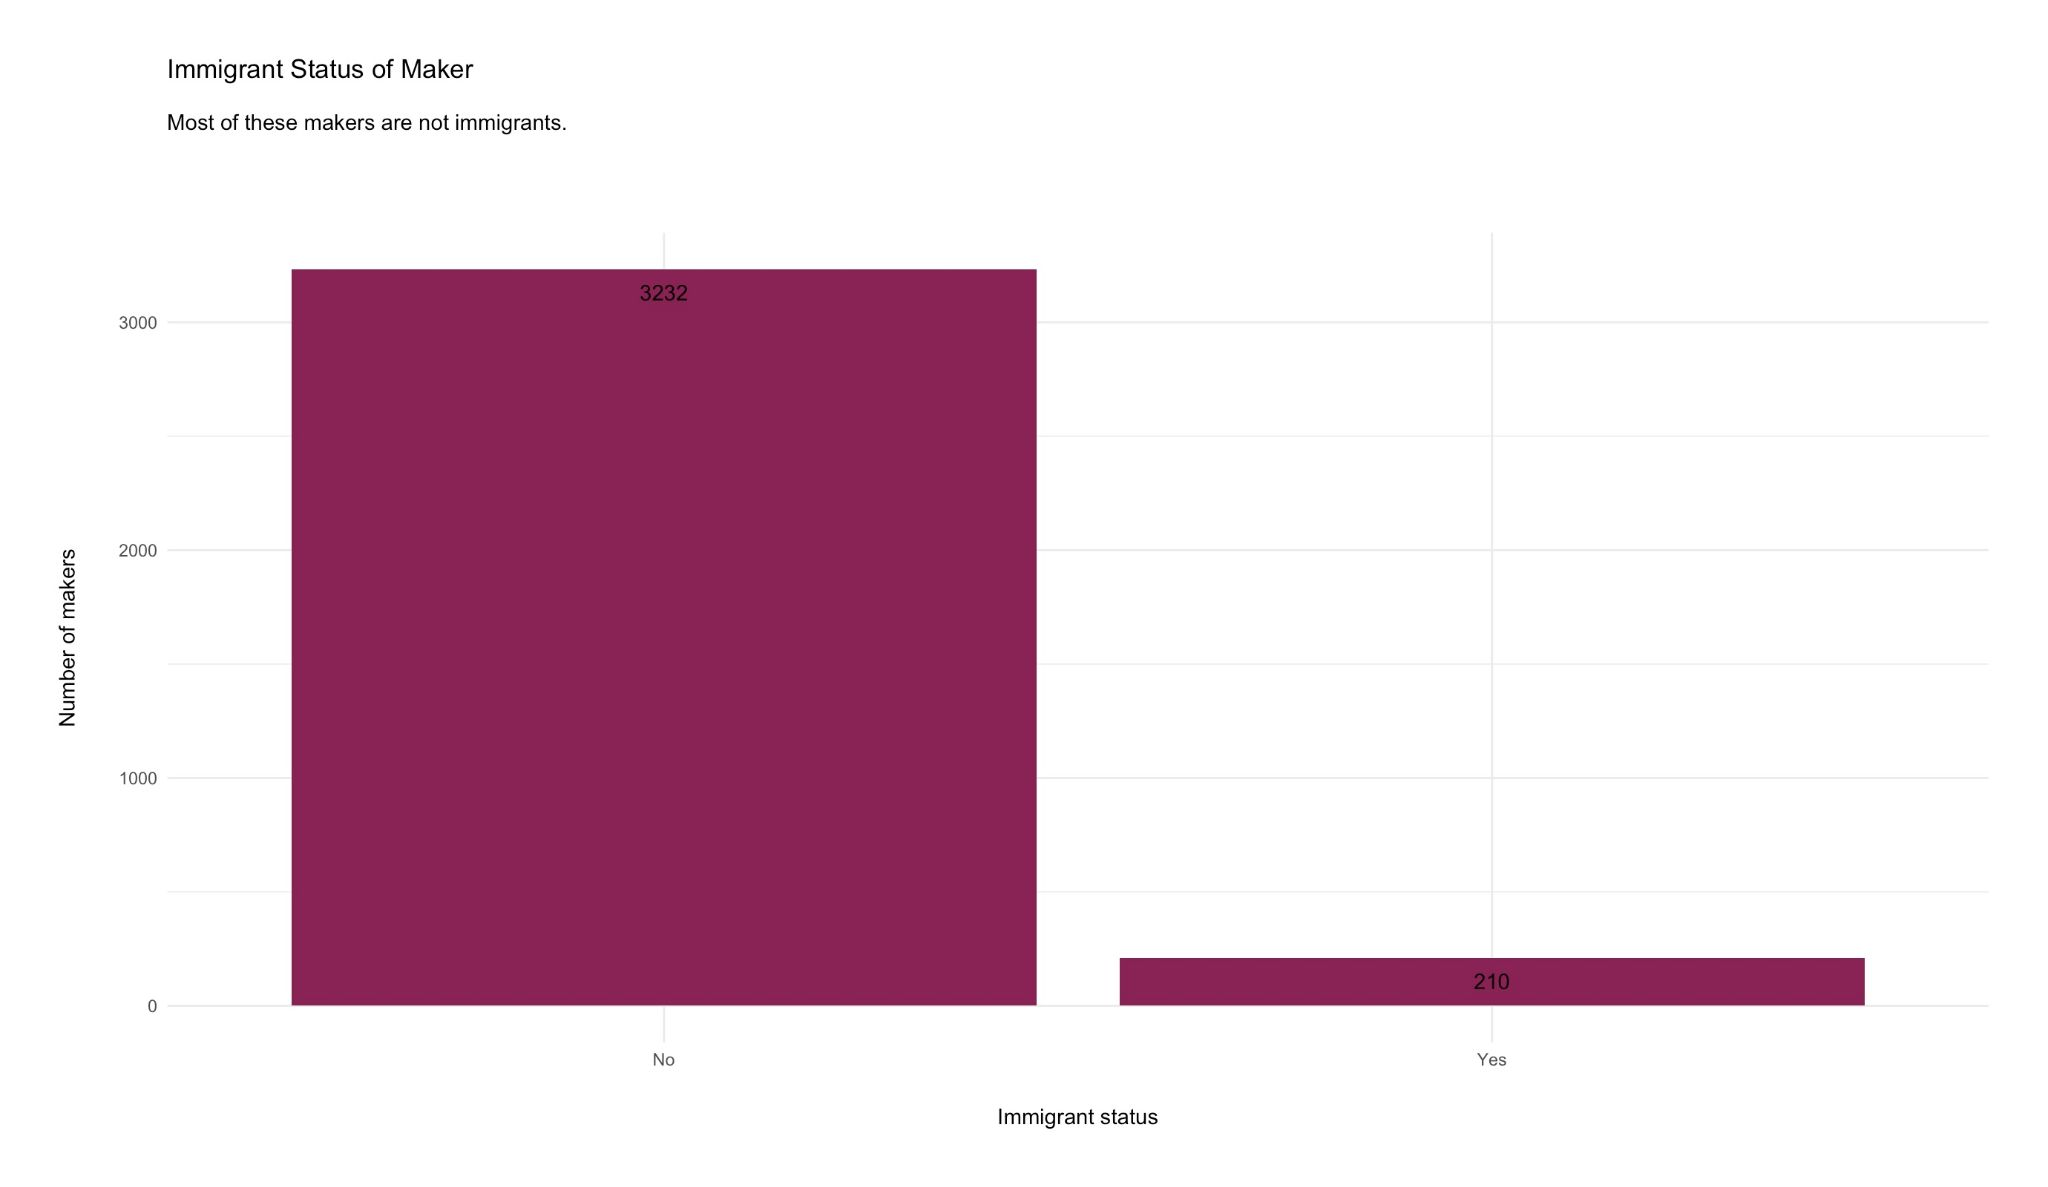 Immigrant Status of Maker
Most of these makers are not immigrants.
3232
3000
2000
Number of makers
1000
210
0
No
Yes
Immigrant status